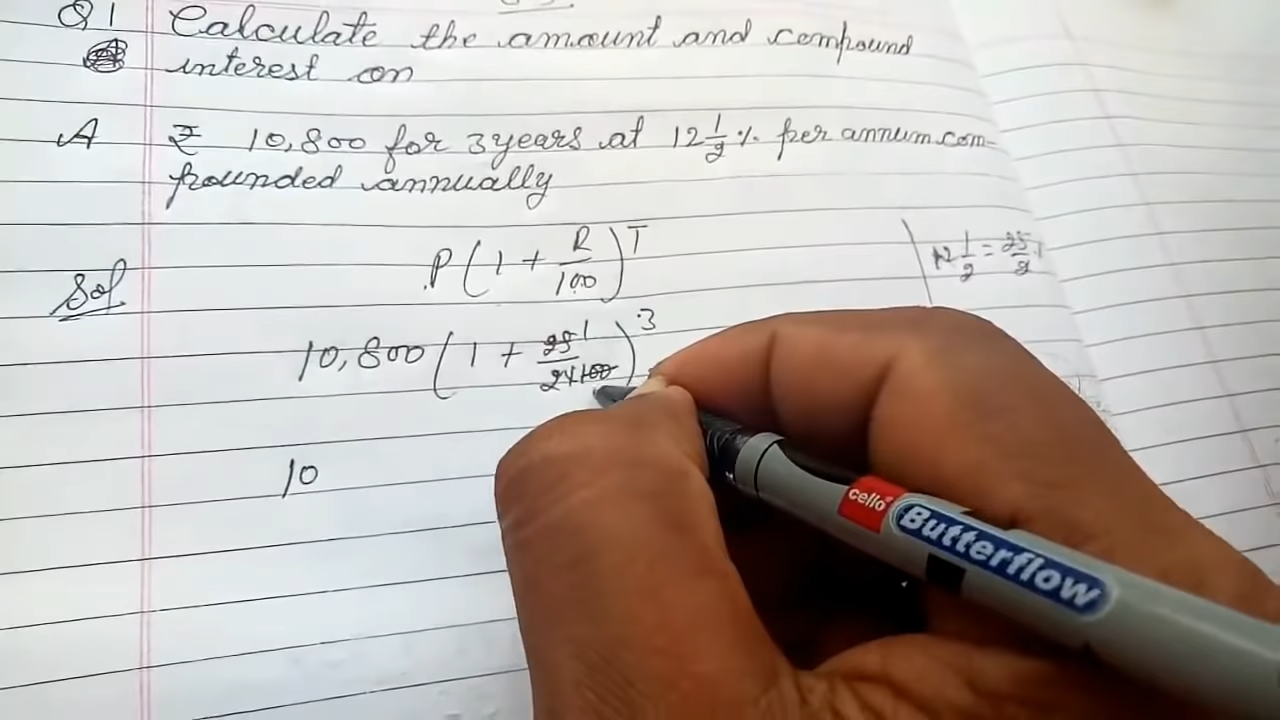 Q1 Calculate the amount and compound
interest on
A ₹ 10,800 for 3 years at 12 1/2 % per annum com-
pounded annually
Sol P(1 + R/100)^T
12 1/2 = 25/2 %
10,800 (1 + 25 1/2×100)^3
10
cello
Butterflow